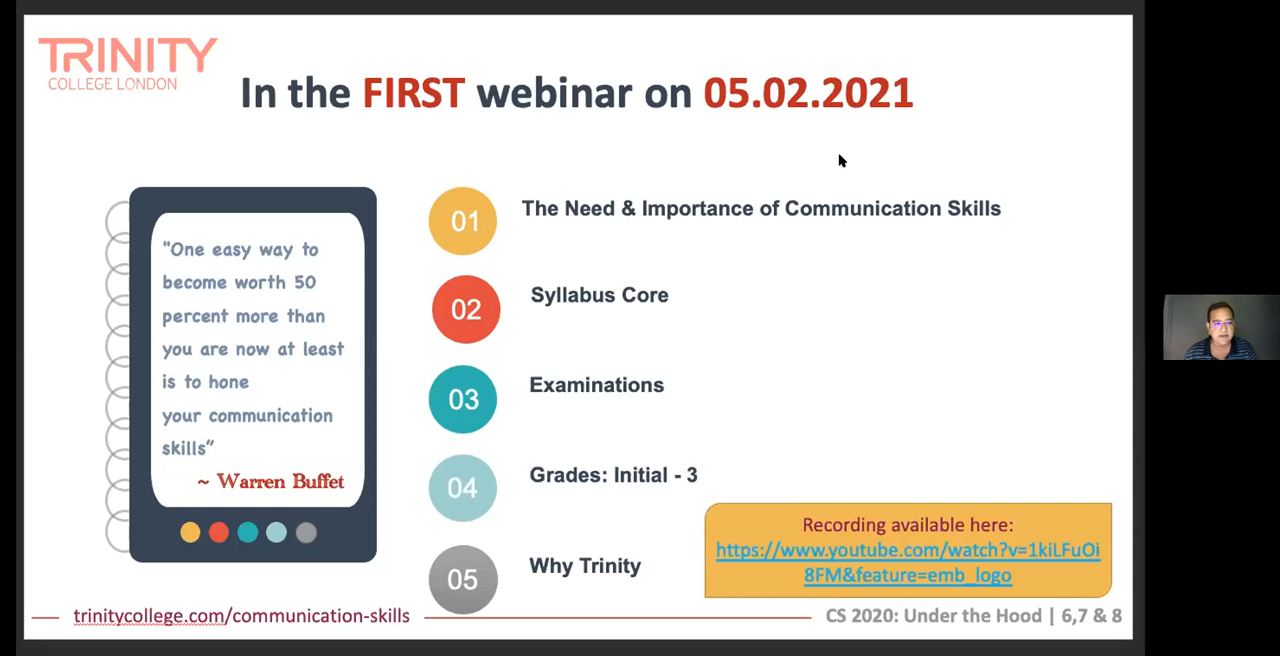 TRINITY
COLLEGE LONDON
In the FIRST webinar on 05.02.2021
"One easy way to
become worth 50
percent more than
you are now at least
is to hone
your communication
skills"
~ Warren Buffet
01
The Need & Importance of Communication Skills
02
Syllabus Core
03
Examinations
04
Grades: Initial - 3
05
Why Trinity
Recording available here:
https://www.youtube.com/watch?v=1kiLFuOi
8FM&feature=emb_logo
trinitycollege.com/communication-skills
CS 2020: Under the Hood | 6,7 & 8